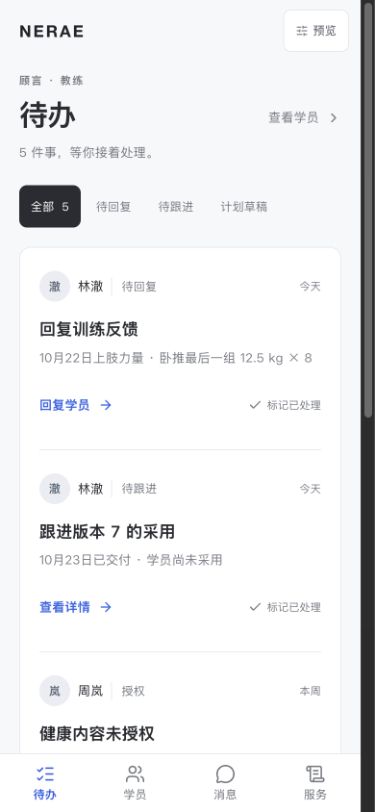 NERAE
预览
顾言 · 教练
待办
查看学员
5 件事，等你接着处理。
全部 5 待回复 待跟进 计划草稿
澈 林澈 待回复 今天
回复训练反馈
10月22日上肢力量 · 卧推最后一组 12.5 kg × 8
回复学员 → 标记已处理
澈 林澈 待跟进 今天
跟进版本 7 的采用
10月23日已交付 · 学员尚未采用
查看详情 → 标记已处理
岚 周岚 授权 本周
健康内容未授权
待办 学员 消息 服务